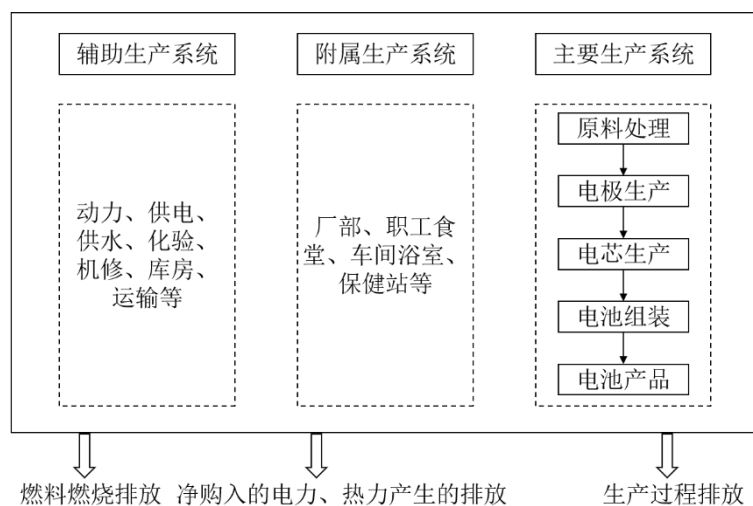 辅助生产系统
附属生产系统
主要生产系统
动力、供电、
供水、化验、
机修、库房、
运输等
厂部、职工食
堂、车间浴室、
保健站等
原料处理
电极生产
电芯生产
电池组装
电池产品
燃料燃烧排放
净购入的电力、热力产生的排放
生产过程排放